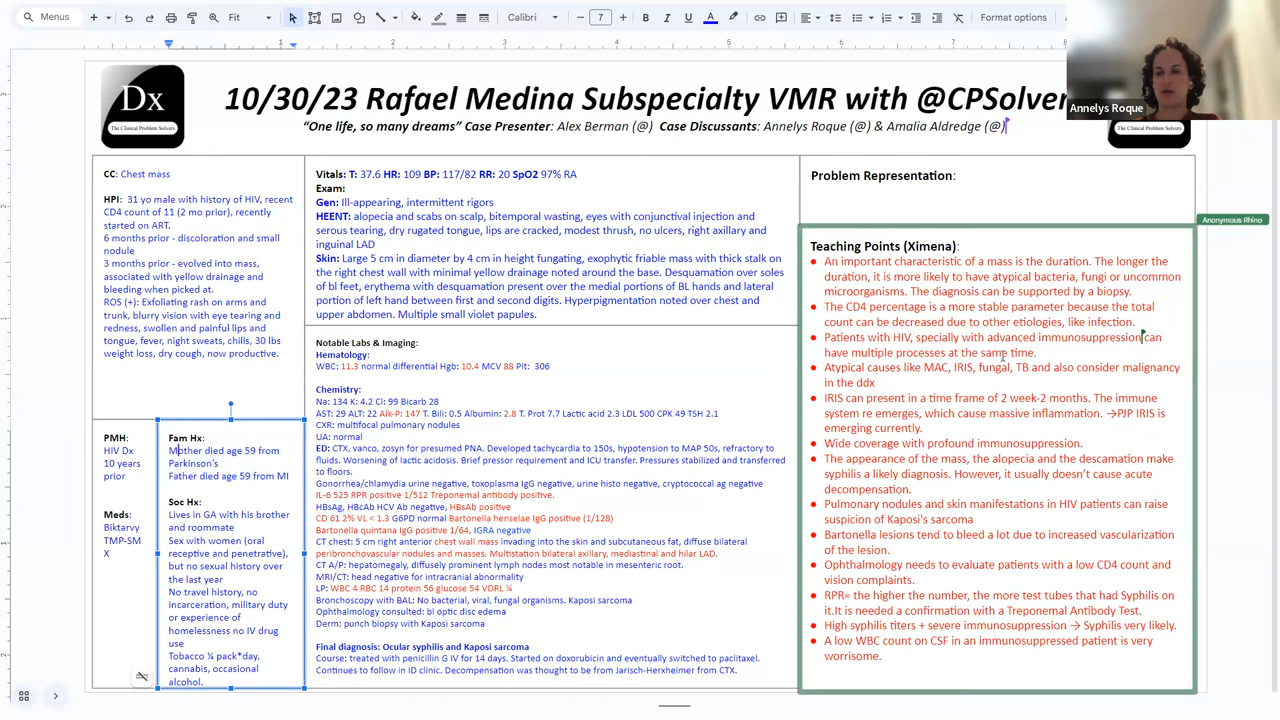 Menus
Fit
Calibri
7
Format options
1
1
2
3
4
5
6
7
Annelys Roque
Dx
The Clinical Problem Solvers
10/30/23 Rafael Medina Subspecialty VMR with @CPSolver
“One life, so many dreams” Case Presenter: Alex Berman (@) Case Discussants: Annelys Roque (@) & Amalia Aldredge (@)
The Clinical Problem Solvers
CC: Chest mass
HPI: 31 yo male with history of HIV, recent
CD4 count of 11 (2 mo prior), recently
started on ART.
6 months prior - discoloration and small
nodule
3 months prior - evolved into mass,
associated with yellow drainage and
bleeding when picked at.
ROS (+): Exfoliating rash on arms and
trunk, blurry vision with eye tearing and
redness, swollen and painful lips and
tongue, fever, night sweats, chills, 30 lbs
weight loss, dry cough, now productive.
PMH:
HIV Dx
10 years
prior
Meds:
Biktarvy
TMP-SM
X
Fam Hx:
Mother died age 59 from
Parkinson’s
Father died age 59 from MI
Soc Hx:
Lives in GA with his brother
and roommate
Sex with women (oral
receptive and penetrative),
but no sexual history over
the last year
No travel history, no
incarceration, military duty
or experience of
homelessness no IV drug
use
Tobacco ¼ pack*day,
cannabis, occasional
alcohol.
Vitals: T: 37.6 HR: 109 BP: 117/82 RR: 20 SpO2 97% RA
Exam:
Gen: Ill-appearing, intermittent rigors
HEENT: alopecia and scabs on scalp, bitemporal wasting, eyes with conjunctival injection and
serous tearing, dry rugated tongue, lips are cracked, modest thrush, no ulcers, right axillary and
inguinal LAD
Skin: Large 5 cm in diameter by 4 cm in height fungating, exophytic friable mass with thick stalk on
the right chest wall with minimal yellow drainage noted around the base. Desquamation over soles
of bl feet, erythema with desquamation present over the medial portions of BL hands and lateral
portion of left hand between first and second digits. Hyperpigmentation noted over chest and
upper abdomen. Multiple small violet papules.
Notable Labs & Imaging:
Hematology:
WBC: 11.3 normal differential Hgb: 10.4 MCV 88 Plt: 306
Chemistry:
Na: 134 K: 4.2 Cl: 99 Bicarb 28
AST: 29 ALT: 22 Alk-P: 147 T. Bill: 0.5 Albumin: 2.8 T. Prot 7.7 Lactic acid 2.3 LDL 500 CPK 49 TSH 2.1
CXR: multifocal pulmonary nodules
UA: normal
ED: CTX, vanco, zosyn for presumed PNA. Developed tachycardia to 150s, hypotension to MAP 50s, refractory to
fluids. Worsening of lactic acidosis. Brief pressor requirement and ICU transfer. Pressures stabilized and transferred
to floors.
Gonorrhea/chlamydia urine negative, toxoplasma IgG negative, urine histo negative, cryptococcal ag negative
IL-6 525 RPR positive 1/512 Treponemal antibody positive.
HBsAg, HBcAb HCV Ab negative, HBsAb positive
CD 61 2% VL < 1.3 G6PD normal Bartonella henselae IgG positive (1/128)
Bartonella quintana IgG positive 1/64, IGRA negative
CT chest: 5 cm right anterior chest wall mass invading into the skin and subcutaneous fat, diffuse bilateral
peribronchovascular nodules and masses. Multistation bilateral axillary, mediastinal and hilar LAD.
CT A/P: hepatomegaly, diffusely prominent lymph nodes most notable in mesenteric root.
MRI/CT: head negative for intracranial abnormality
LP: WBC 4 RBC 14 protein 56 glucose 54 VDRL ¼
Bronchoscopy with BAL: No bacterial, viral, fungal organisms. Kaposi sarcoma
Ophthalmology consulted: bl optic disc edema
Derm: punch biopsy with Kaposi sarcoma
Final diagnosis: Ocular syphilis and Kaposi sarcoma
Course: treated with penicillin G IV for 14 days. Started on doxorubicin and eventually switched to paclitaxel.
Continues to follow in ID clinic. Decompensation was thought to be from Jarisch-Herxheimer from CTX.
Problem Representation:
Anonymous Rhino
Teaching Points (Ximena):
● An important characteristic of a mass is the duration. The longer the
duration, it is more likely to have atypical bacteria, fungi or uncommon
microorganisms. The diagnosis can be supported by a biopsy.
● The CD4 percentage is a more stable parameter because the total
count can be decreased due to other etiologies, like infection.
● Patients with HIV, specially with advanced immunosuppression can
have multiple processes at the same time.
● Atypical causes like MAC, IRIS, fungal, TB and also consider malignancy
in the ddx
● IRIS can present in a time frame of 2 week-2 months. The immune
system re emerges, which cause massive inflammation. →PJP IRIS is
emerging currently.
● Wide coverage with profound immunosuppression.
● The appearance of the mass, the alopecia and the descamation make
syphilis a likely diagnosis. However, it usually doesn’t cause acute
decompensation.
● Pulmonary nodules and skin manifestations in HIV patients can raise
suspicion of Kaposi's sarcoma
● Bartonella lesions tend to bleed a lot due to increased vascularization
of the lesion.
● Ophthalmology needs to evaluate patients with a low CD4 count and
vision complaints.
● RPR= the higher the number, the more test tubes that had Syphilis on
it.It is needed a confirmation with a Treponemal Antibody Test.
● High syphilis titers + severe immunosuppression → Syphilis very likely.
● A low WBC count on CSF in an immunosuppressed patient is very
worrisome.